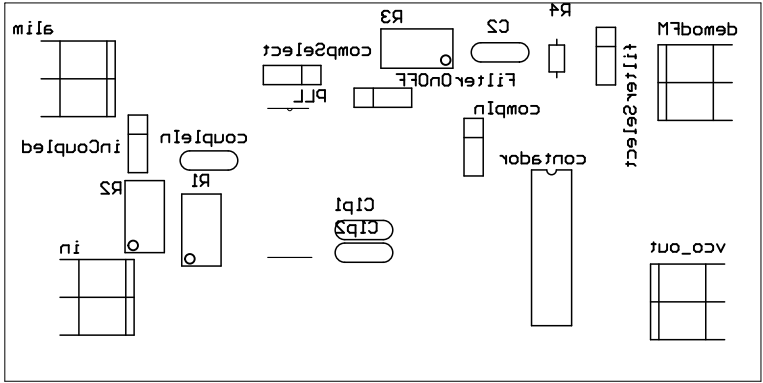 R4
R3
alim
C2
demodFM
compSelect
filterSelect
FilterOnOFF
PLL
compIn
coupleIn
inCoupled
contador
R1
R2
C1p1
C1p2
in
vco_out